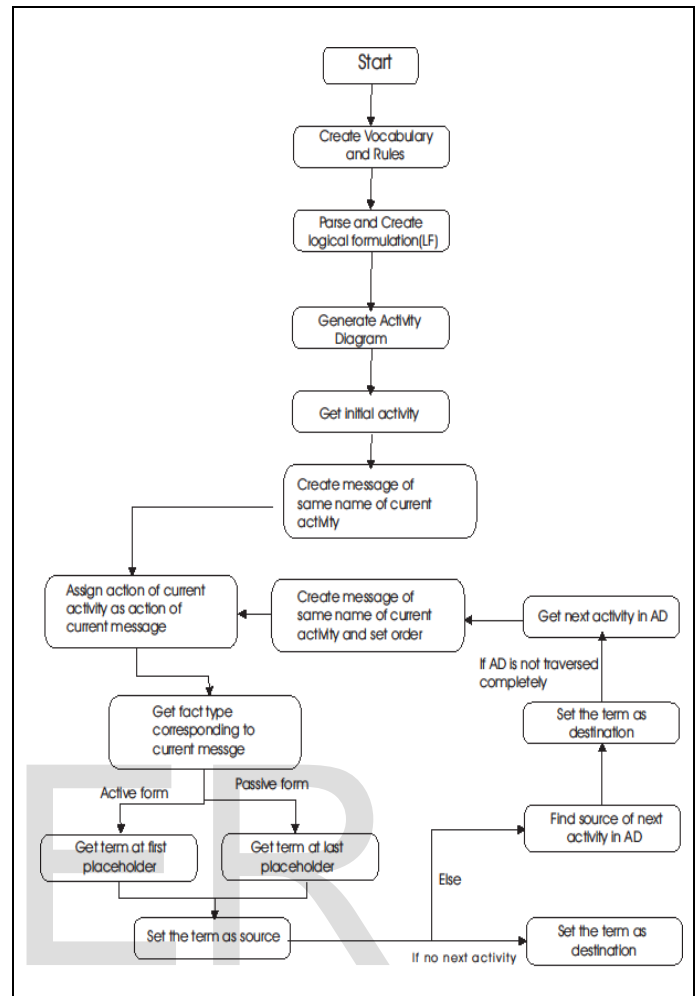 Start
Create Vocabulary
and Rules
Parse and Create
logical formulation(LF)
Generate Activity
Diagram
Get initial activity
Create message of
same name of current
activity
Assign action of current
activity as action of
current message
Create message of
same name of current
activity and set order
Get next activity in AD
If AD is not traversed
completely
Get fact type
corresponding to
current messge
Set the term as
destination
Active form
Passive form
Get term at first
placeholder
Get term at last
placeholder
Find source of next
activity in AD
Else
Set the term as source
If no next activity
Set the term as
destination
ER